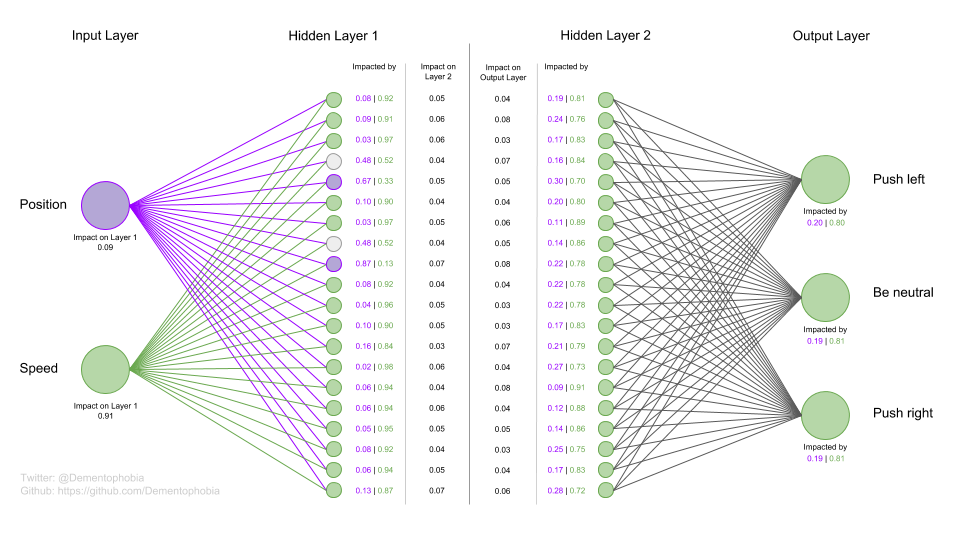 Input Layer
Hidden Layer 1
Hidden Layer 2
Output Layer
Impacted by
Impact on
Layer 2
Impact on
Output Layer
Impacted by
0.08 | 0.92 0.05 0.04 0.19 | 0.81
0.09 | 0.91 0.06 0.08 0.24 | 0.76
0.03 | 0.97 0.06 0.03 0.17 | 0.83
0.48 | 0.52 0.04 0.07 0.16 | 0.84
0.67 | 0.33 0.05 0.05 0.30 | 0.70
0.10 | 0.90 0.04 0.04 0.20 | 0.80
0.03 | 0.97 0.05 0.06 0.11 | 0.89
0.48 | 0.52 0.04 0.05 0.14 | 0.86
0.87 | 0.13 0.07 0.08 0.22 | 0.78
0.08 | 0.92 0.04 0.04 0.22 | 0.78
0.04 | 0.96 0.05 0.03 0.22 | 0.78
0.10 | 0.90 0.05 0.03 0.17 | 0.83
0.16 | 0.84 0.03 0.07 0.21 | 0.79
0.02 | 0.98 0.06 0.04 0.27 | 0.73
0.06 | 0.94 0.04 0.08 0.09 | 0.91
0.06 | 0.94 0.06 0.04 0.12 | 0.88
0.05 | 0.95 0.05 0.05 0.14 | 0.86
0.08 | 0.92 0.04 0.03 0.25 | 0.75
0.06 | 0.94 0.05 0.04 0.17 | 0.83
0.13 | 0.87 0.07 0.06 0.28 | 0.72
Position
Impact on Layer 1
0.09
Speed
Impact on Layer 1
0.91
Push left
Impacted by
0.20 | 0.80
Be neutral
Impacted by
0.19 | 0.81
Push right
Impacted by
0.19 | 0.81
Twitter: @Dementophobia
Github: https://github.com/Dementophobia